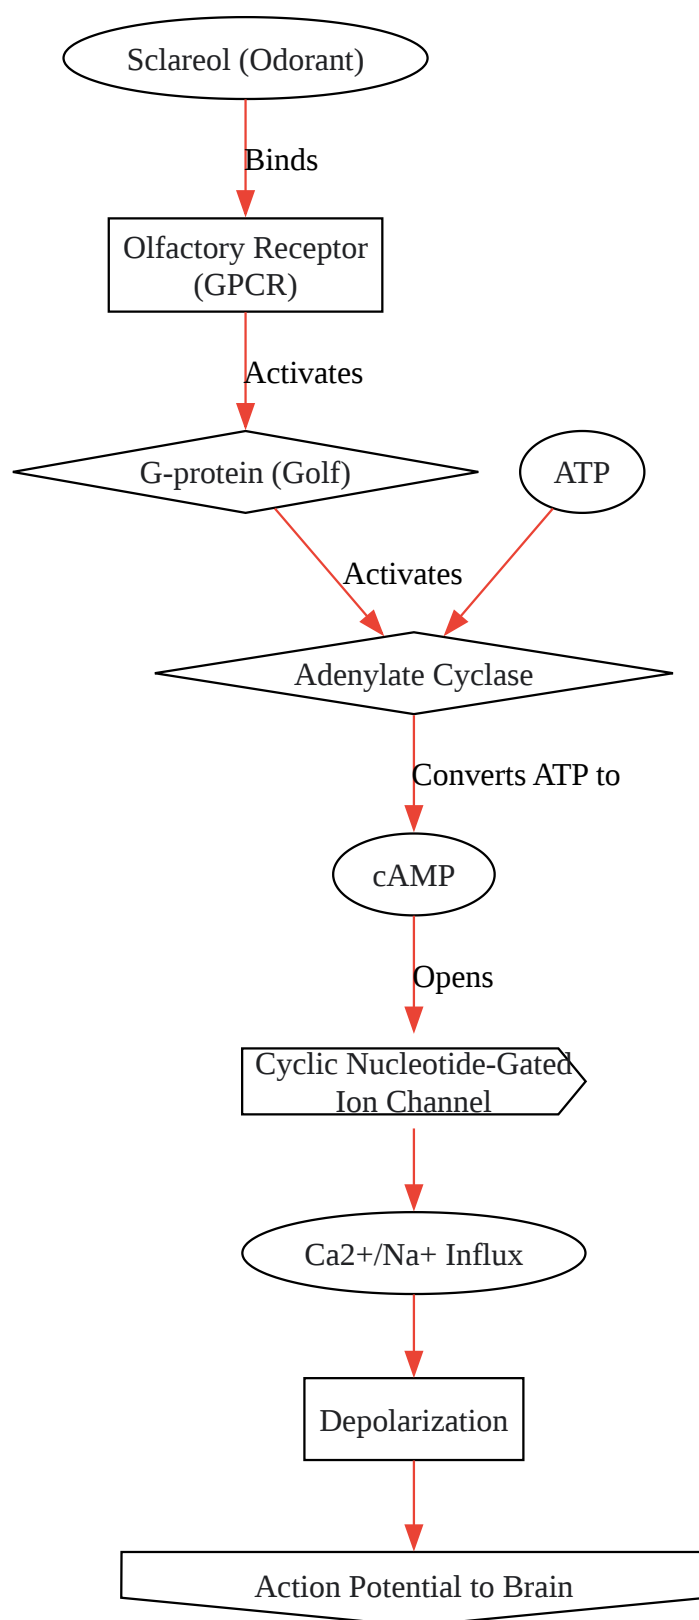 Sclareol (Odorant)
Binds
Olfactory Receptor
(GPCR)
Activates
G-protein (Golf)
ATP
Activates
Adenylate Cyclase
Converts ATP to
cAMP
Opens
Cyclic Nucleotide-Gated
Ion Channel
Ca2+/Na+ Influx
Depolarization
Action Potential to Brain